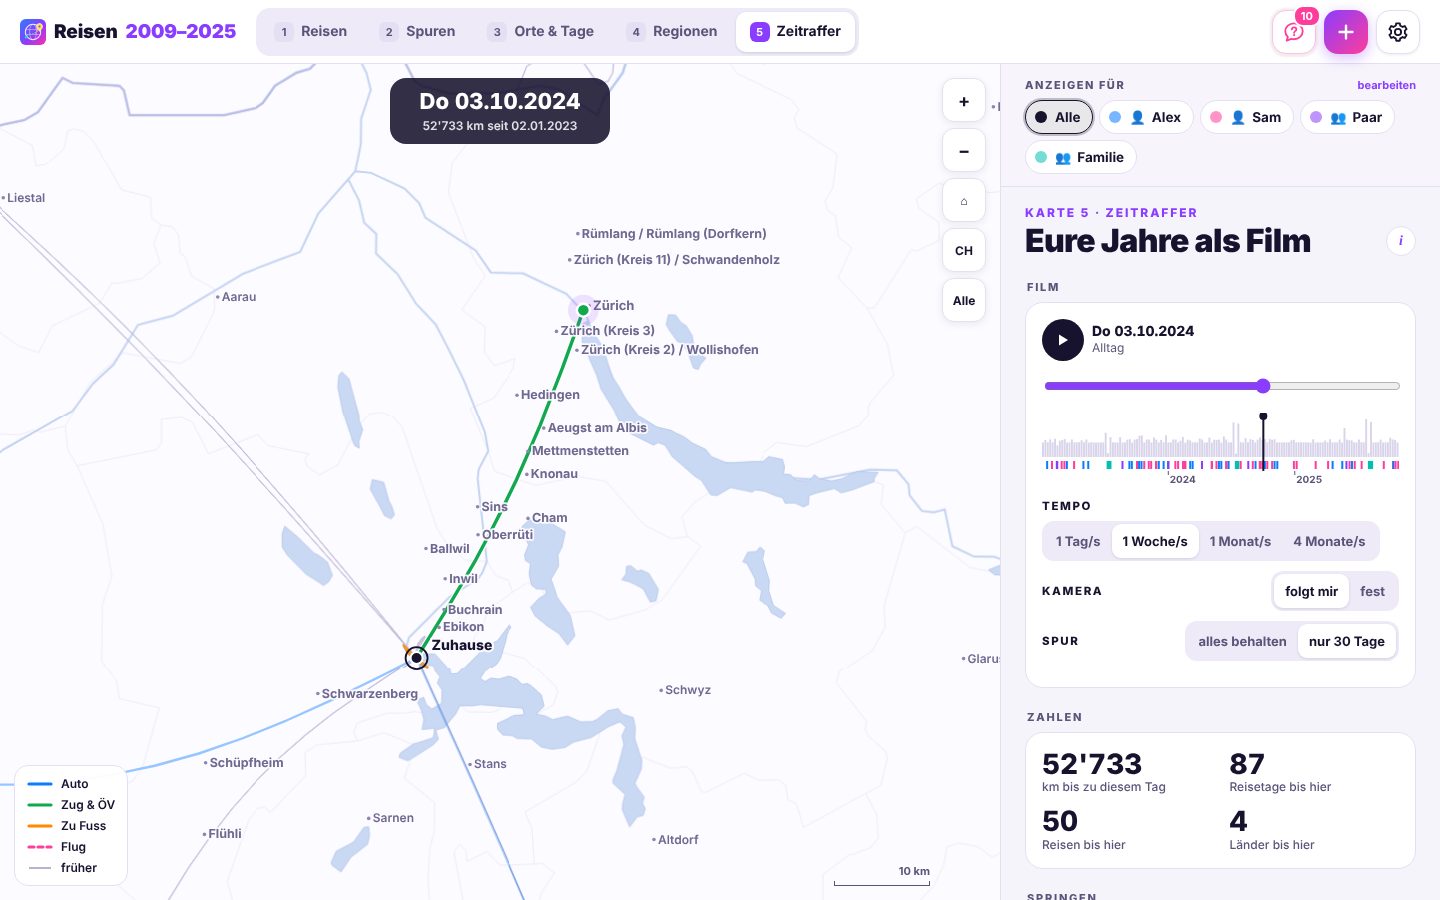 Reisen 2009–2025
1 Reisen
2 Spuren
3 Orte & Tage
4 Regionen
5 Zeitraffer
10
+
Do 03.10.2024
52'733 km seit 02.01.2023
+
−
CH
Alle
Liestal
Rümlang / Rümlang (Dorfkern)
Zürich (Kreis 11) / Schwandenholz
Aarau
Zürich
Zürich (Kreis 3)
Zürich (Kreis 2) / Wollishofen
Hedingen
Aeugst am Albis
Mettmenstetten
Knonau
Sins
Cham
Oberrüti
Ballwil
Inwil
Buchrain
Ebikon
Zuhause
Glarus
Schwarzenberg
Schwyz
Schüpfheim
Stans
Sarnen
Flühli
Altdorf
Auto
Zug & ÖV
Zu Fuss
Flug
früher
10 km
ANZEIGEN FÜR
bearbeiten
Alle
Alex
Sam
Paar
Familie
KARTE 5 · ZEITRAFFER
Eure Jahre als Film
i
FILM
Do 03.10.2024
Alltag
2024
2025
TEMPO
1 Tag/s
1 Woche/s
1 Monat/s
4 Monate/s
KAMERA
folgt mir
fest
SPUR
alles behalten
nur 30 Tage
ZAHLEN
52'733
km bis zu diesem Tag
87
Reisetage bis hier
50
Reisen bis hier
4
Länder bis hier
SPRINGEN